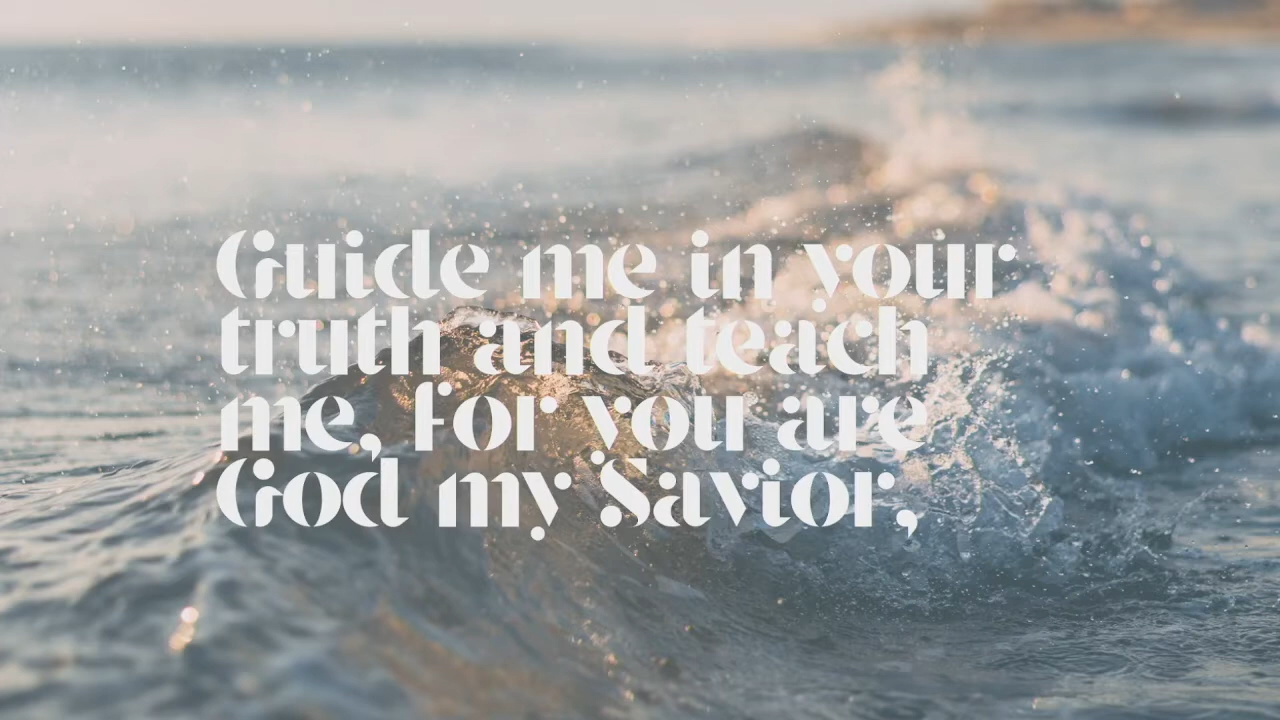 Guide me in your
truth and teach
me, for you are
God my Savior,